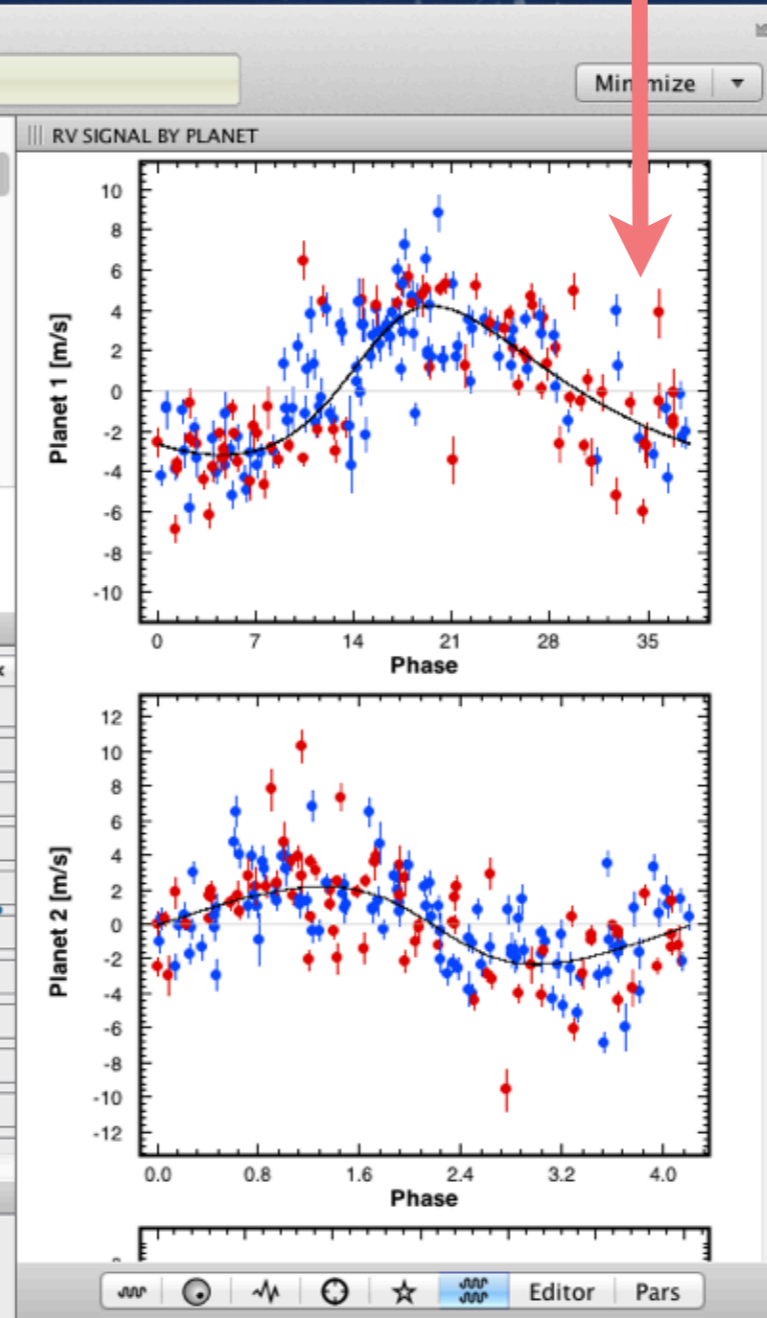 Minimize
RV SIGNAL BY PLANET
10
8
6
4
2
0
-2
-4
-6
-8
-10
Planet 1 [m/s]
0 7 14 21 28 35
Phase
12
10
8
6
4
2
0
-2
-4
-6
-8
-10
-12
Planet 2 [m/s]
0.0 0.8 1.6 2.4 3.2 4.0
Phase
Editor Pars